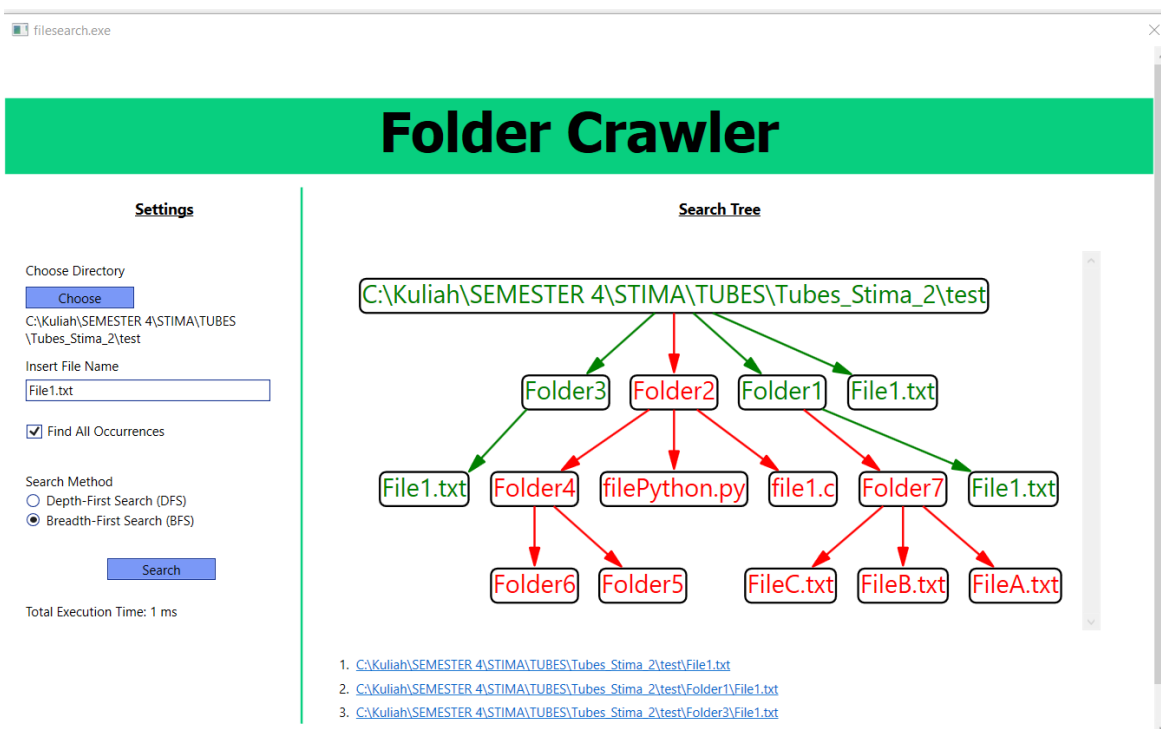 filesearch.exe
Folder Crawler
Settings
Choose Directory
Choose
C:\Kuliah\SEMESTER 4\STIMA\TUBES
\Tubes_Stima_2\test
Insert File Name
File1.txt
Find All Occurrences
Search Method
Depth-First Search (DFS)
Breadth-First Search (BFS)
Search
Total Execution Time: 1 ms
Search Tree
C:\Kuliah\SEMESTER 4\STIMA\TUBES\Tubes_Stima_2\test
Folder3 Folder2 Folder1 File1.txt
File1.txt Folder4 filePython.py file1.c Folder7 File1.txt
Folder6 Folder5 FileC.txt FileB.txt FileA.txt
1. C:\Kuliah\SEMESTER 4\STIMA\TUBES\Tubes_Stima_2\test\File1.txt
2. C:\Kuliah\SEMESTER 4\STIMA\TUBES\Tubes_Stima_2\test\Folder1\File1.txt
3. C:\Kuliah\SEMESTER 4\STIMA\TUBES\Tubes_Stima_2\test\Folder3\File1.txt